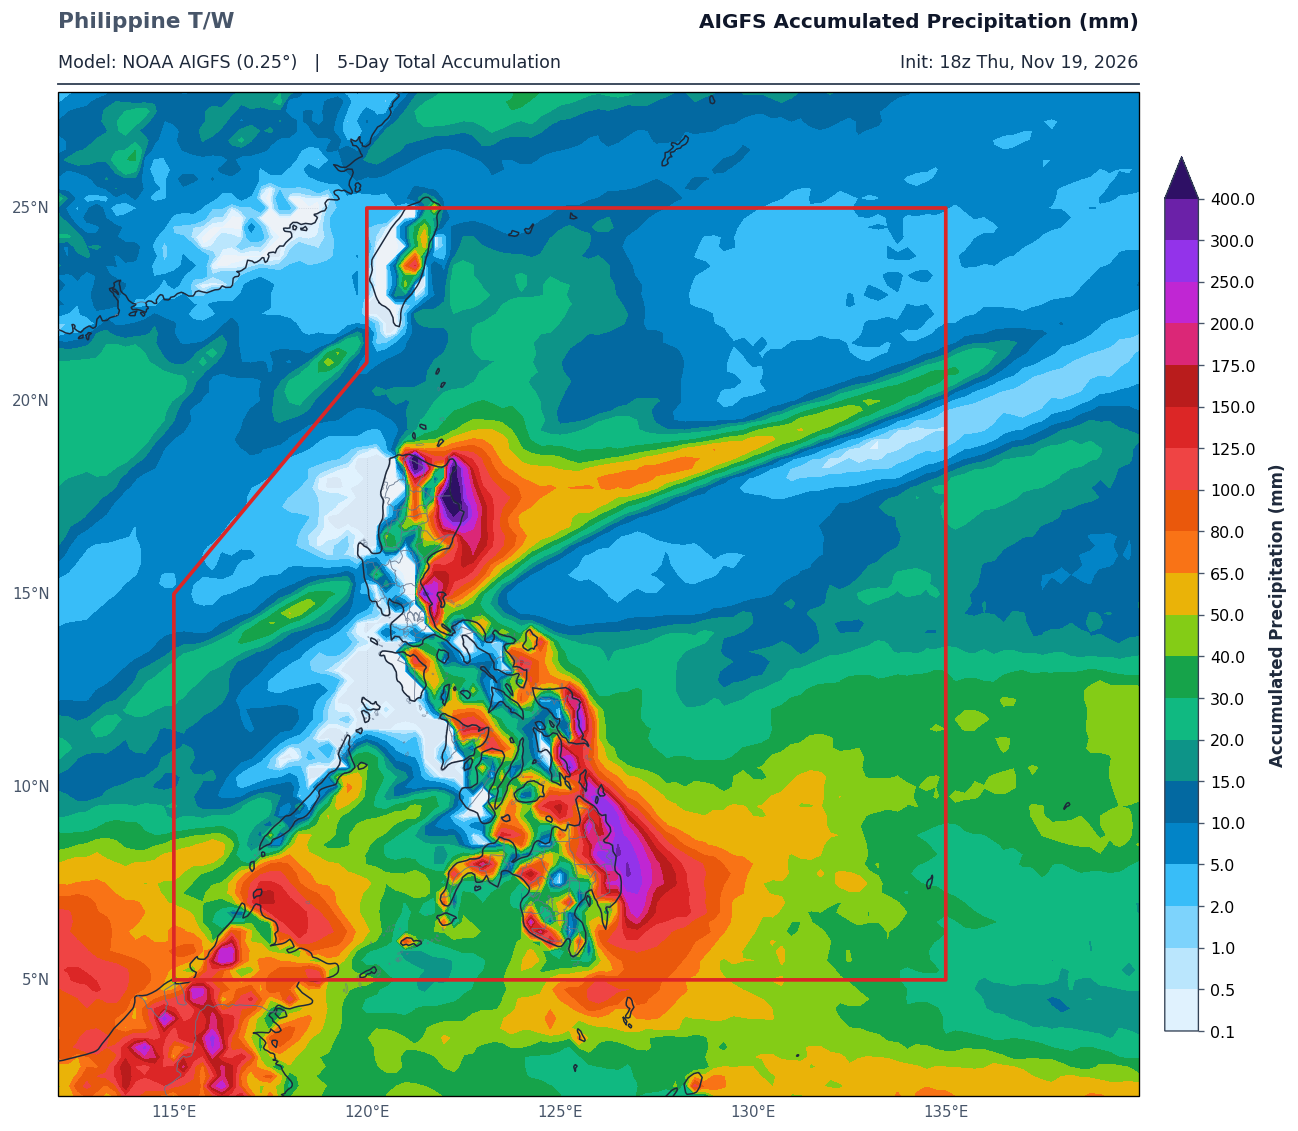 Philippine T/W
AIGFS Accumulated Precipitation (mm)
Model: NOAA AIGFS (0.25°) | 5-Day Total Accumulation
Init: 18z Thu, Nov 19, 2026
25°N
20°N
15°N
10°N
5°N
115°E
120°E
125°E
130°E
135°E
400.0
300.0
250.0
200.0
175.0
150.0
125.0
100.0
80.0
65.0
50.0
40.0
30.0
20.0
15.0
10.0
5.0
2.0
1.0
0.5
0.1
Accumulated Precipitation (mm)